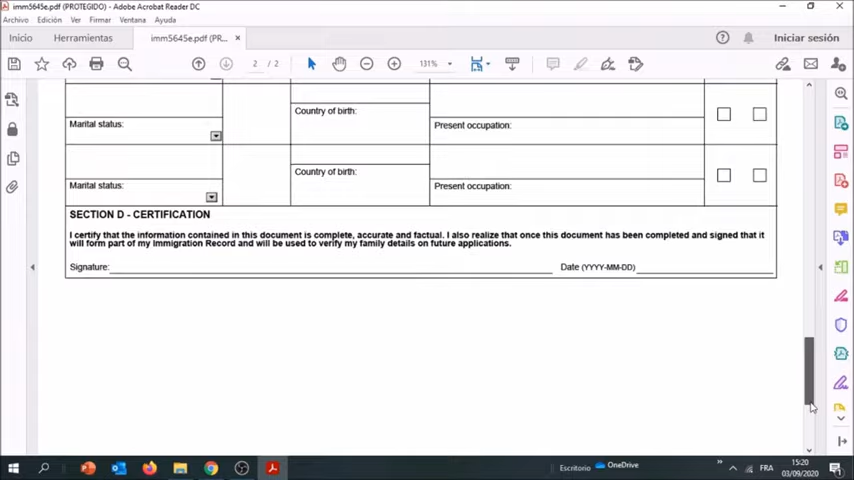 imm5645e.pdf (PROTEGIDO) - Adobe Acrobat Reader DC
Archivo Edición Ver Firmar Ventana Ayuda
Inicio Herramientas imm5645e.pdf (PR... × Iniciar sesión
2 / 2 131%
Country of birth:
Marital status: Present occupation:
Country of birth:
Marital status: Present occupation:
SECTION D - CERTIFICATION
I certify that the information contained in this document is complete, accurate and factual. I also realize that once this document has been completed and signed that it
will form part of my Immigration Record and will be used to verify my family details on future applications.
Signature: Date (YYYY-MM-DD)
Escritorio OneDrive FRA 15:20
03/09/2020